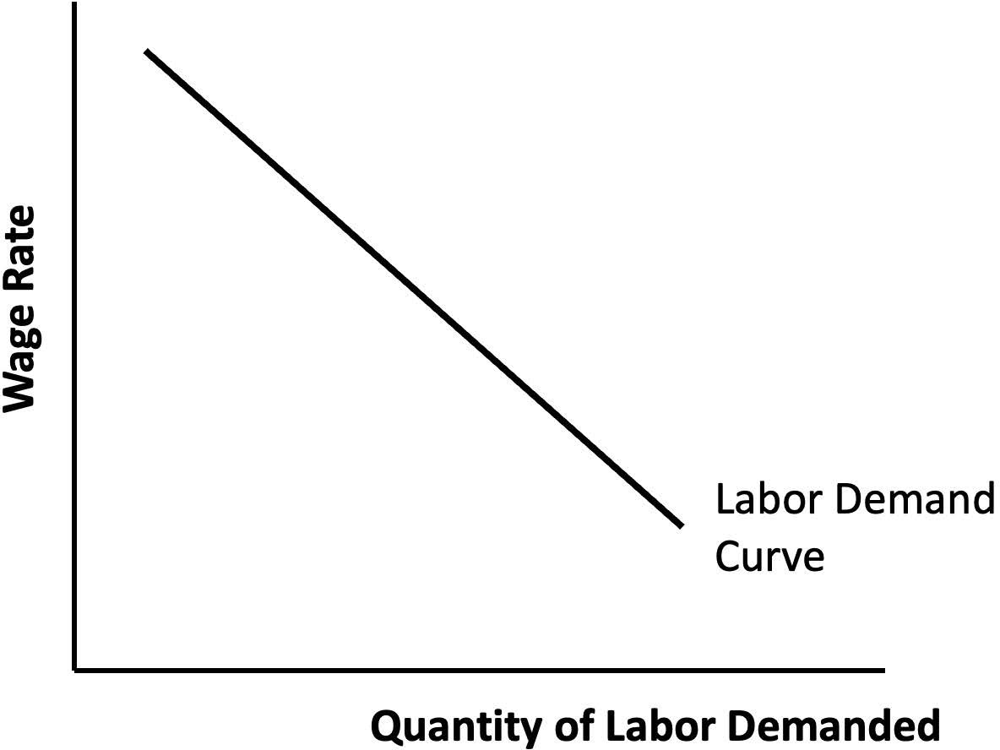 Wage Rate
Labor Demand
Curve
Quantity of Labor Demanded